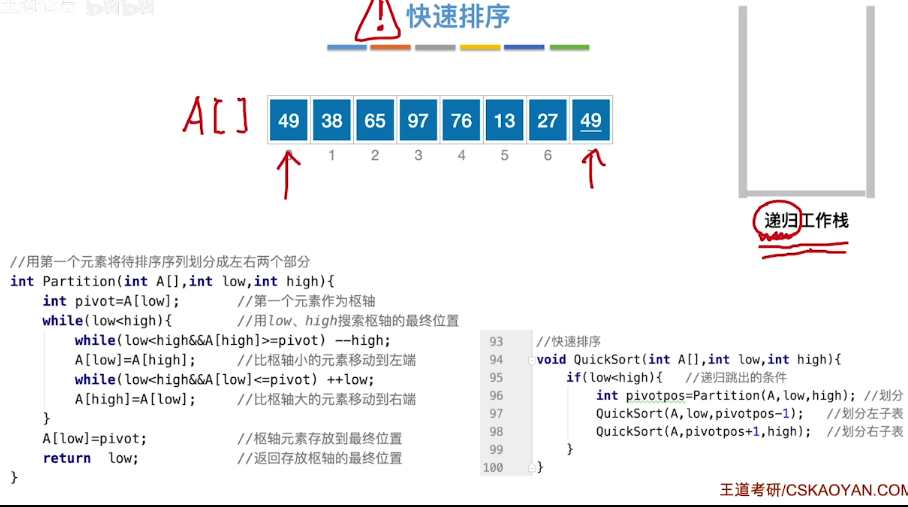 快速排序
A[]
49 38 65 97 76 13 27 49
1 2 3 4 5 6
递归工作栈
//用第一个元素将待排序序列划分成左右两个部分
int Partition(int A[],int low,int high){
int pivot=A[low]; //第一个元素作为枢轴
while(low<high){ //用low、high搜索枢轴的最终位置
while(low<high&&A[high]>=pivot) --high;
A[low]=A[high]; //比枢轴小的元素移动到左端
while(low<high&&A[low]<=pivot) ++low;
A[high]=A[low]; //比枢轴大的元素移动到右端
}
A[low]=pivot; //枢轴元素存放到最终位置
return low; //返回存放枢轴的最终位置
}
93 //快速排序
94 void QuickSort(int A[],int low,int high){
95 if(low<high){ //递归跳出的条件
96 int pivotpos=Partition(A,low,high); //划分
97 QuickSort(A,low,pivotpos-1); //划分左子表
98 QuickSort(A,pivotpos+1,high); //划分右子表
99 }
100 }
王道考研/CSKAOYAN.COM